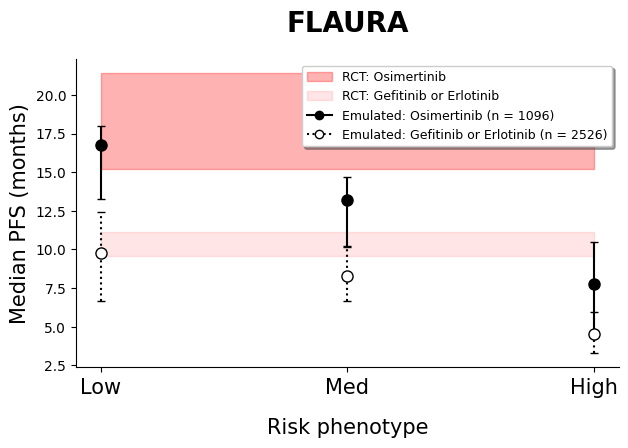 FLAURA
RCT: Osimertinib
RCT: Gefitinib or Erlotinib
Emulated: Osimertinib (n = 1096)
Emulated: Gefitinib or Erlotinib (n = 2526)
Median PFS (months)
20.0
17.5
15.0
12.5
10.0
7.5
5.0
2.5
Low
Med
High
Risk phenotype